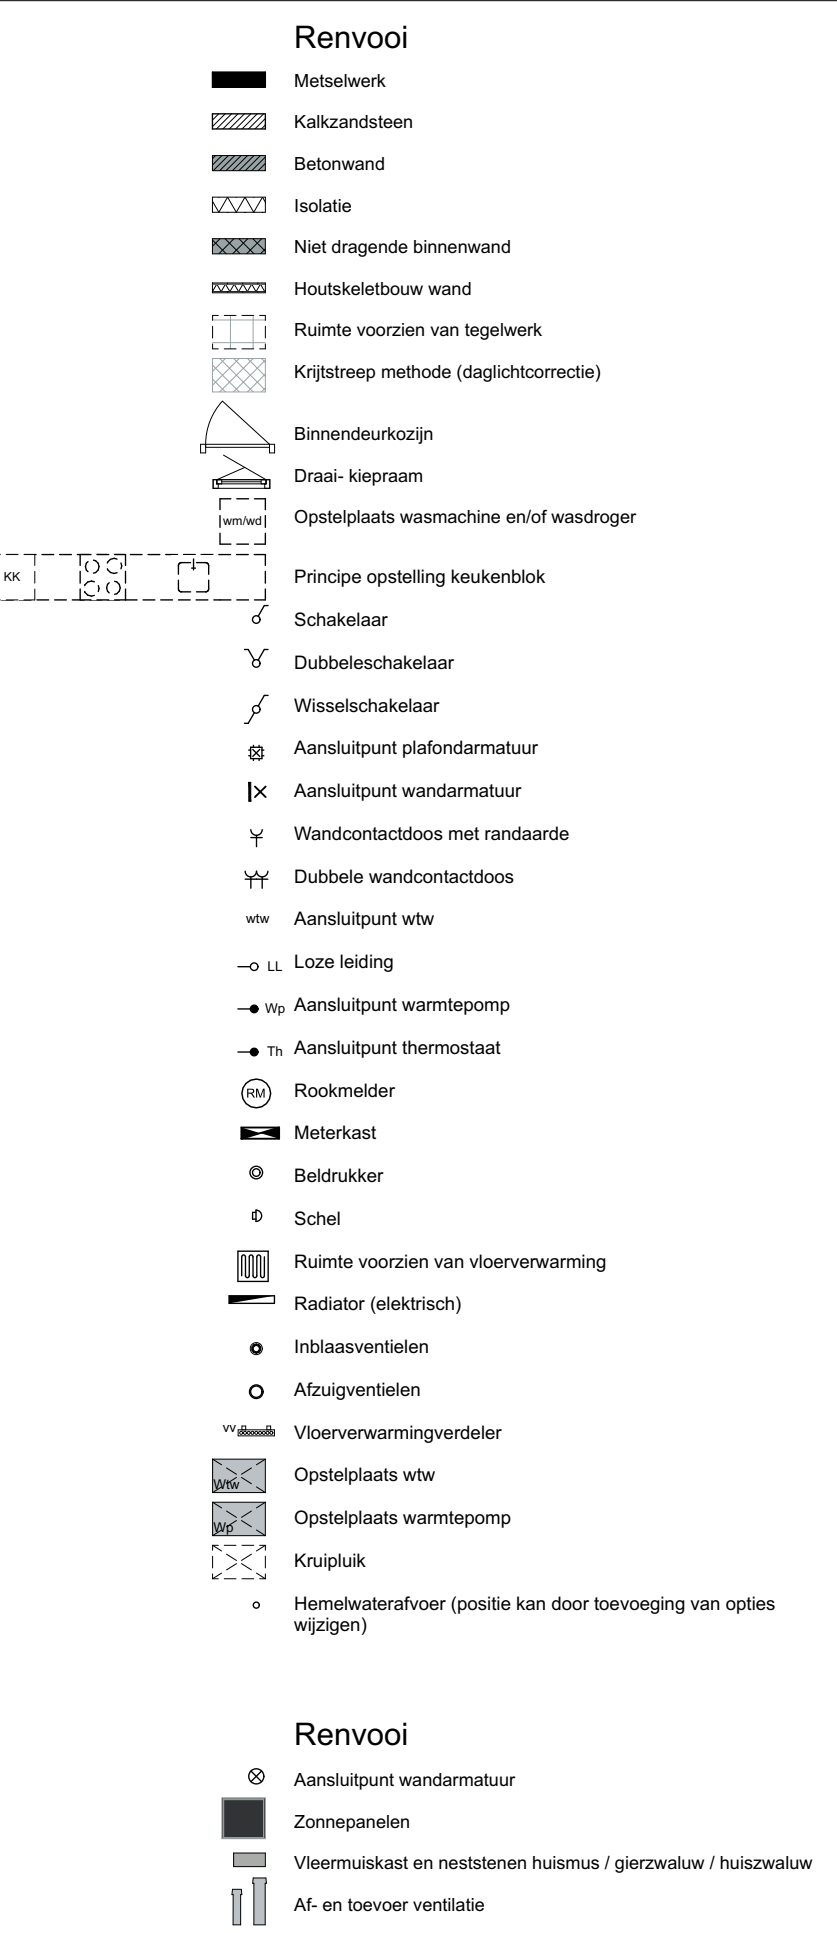 Renvooi
Metselwerk
Kalkzandsteen
Betonwand
Isolatie
Niet dragende binnenwand
Houtskeletbouw wand
Ruimte voorzien van tegelwerk
Krijtstreep methode (daglichtcorrectie)
Binnendeurkozijn
Draai- kiepraam
wm/wd Opstelplaats wasmachine en/of wasdroger
KK Principe opstelling keukenblok
Schakelaar
Dubbeleschakelaar
Wisselschakelaar
Aansluitpunt plafondarmatuur
Aansluitpunt wandarmatuur
Wandcontactdoos met randaarde
Dubbele wandcontactdoos
wtw Aansluitpunt wtw
LL Loze leiding
Wp Aansluitpunt warmtepomp
Th Aansluitpunt thermostaat
RM Rookmelder
Meterkast
Beldrukker
Schel
Ruimte voorzien van vloerverwarming
Radiator (elektrisch)
Inblaasventielen
Afzuigventielen
VV Vloerverwarmingverdeler
Wtw Opstelplaats wtw
Wp Opstelplaats warmtepomp
Kruipluik
Hemelwaterafvoer (positie kan door toevoeging van opties
wijzigen)
Renvooi
Aansluitpunt wandarmatuur
Zonnepanelen
Vleermuiskast en neststenen huismus / gierzwaluw / huiszwaluw
Af- en toevoer ventilatie